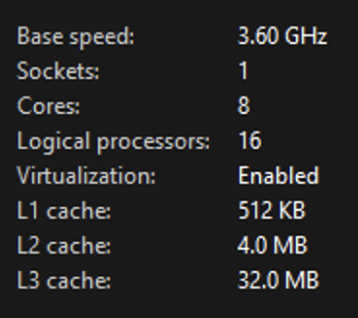 Base speed: 3.60 GHz
Sockets: 1
Cores: 8
Logical processors: 16
Virtualization: Enabled
L1 cache: 512 KB
L2 cache: 4.0 MB
L3 cache: 32.0 MB